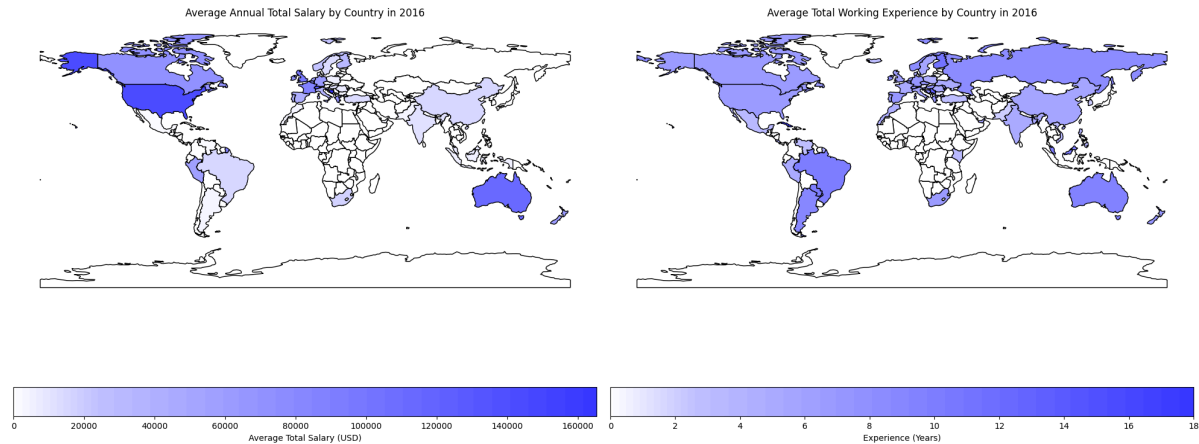 Average Annual Total Salary by Country in 2016
Average Total Working Experience by Country in 2016
0 20000 40000 60000 80000 100000 120000 140000 160000
Average Total Salary (USD)
0 2 4 6 8 10 12 14 16 18
Experience (Years)